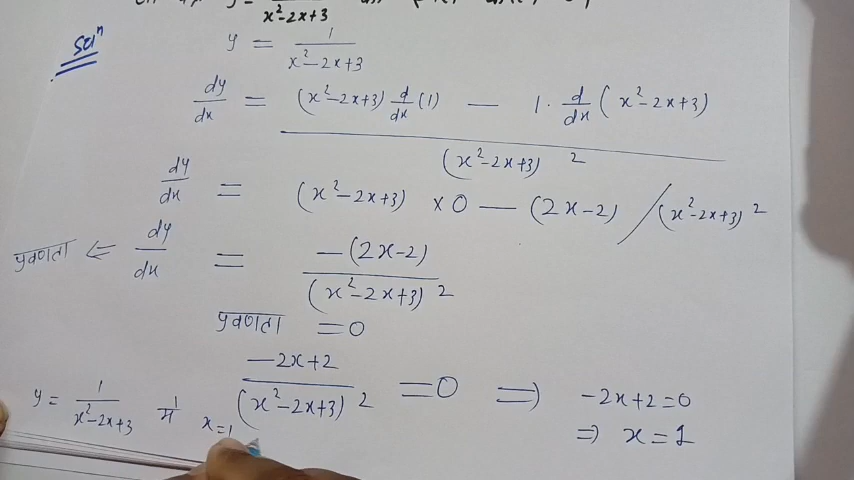 y =
x²-2x+3
solⁿ
y = 1/(x²-2x+3)
dy/dx = ((x²-2x+3) d/dx (1) - 1. d/dx (x²-2x+3))/(x²-2x+3)²
dy/dx = (x²-2x+3) x 0 - (2x-2) / (x²-2x+3)²
प्रवणता ⇐ dy/dx = -(2x-2)/(x²-2x+3)²
प्रवणता = 0
(-2x+2)/(x²-2x+3)² = 0 ⇒ -2x+2=0
y = 1/(x²-2x+3) में x=1
⇒ x = 1